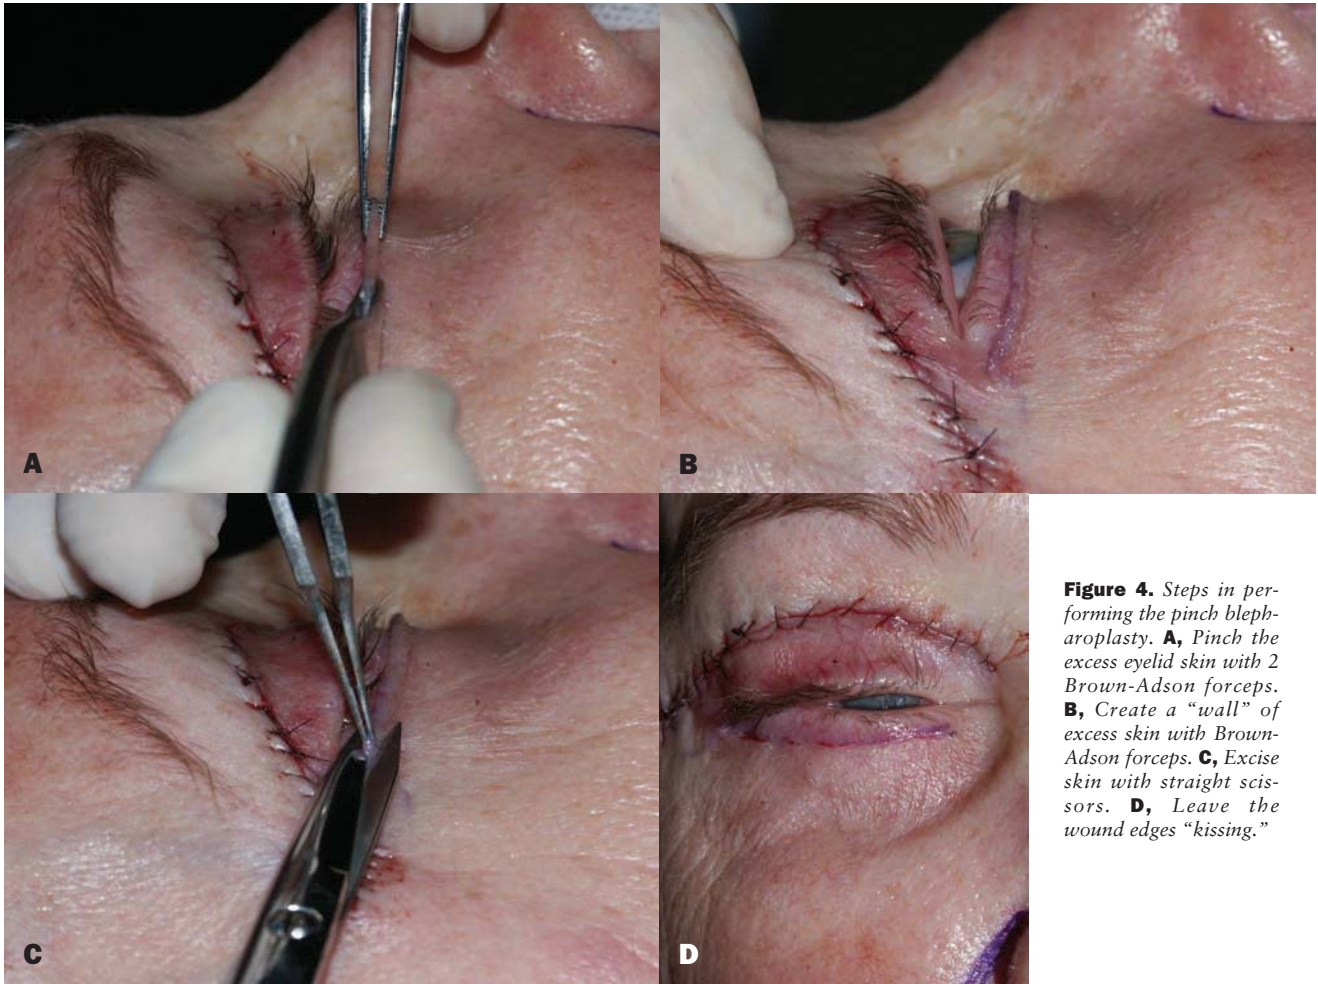 A
B
C
D
Figure 4. Steps in per-
forming the pinch bleph-
aroplasty. A, Pinch the
excess eyelid skin with 2
Brown-Adson forceps.
B, Create a “wall” of
excess skin with Brown-
Adson forceps. C, Excise
skin with straight scis-
sors. D, Leave the
wound edges “kissing.”